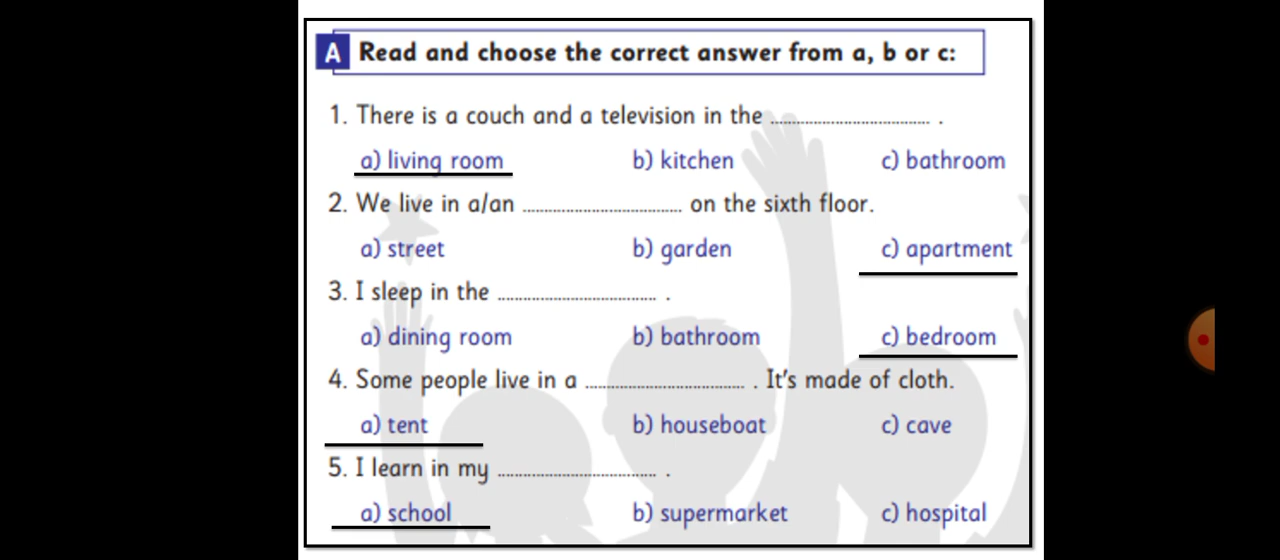 A Read and choose the correct answer from a, b or c:
1. There is a couch and a television in the ........................................ .
a) living room b) kitchen c) bathroom
2. We live in a/an ........................................ on the sixth floor.
a) street b) garden c) apartment
3. I sleep in the ........................................ .
a) dining room b) bathroom c) bedroom
4. Some people live in a ........................................ . It's made of cloth.
a) tent b) houseboat c) cave
5. I learn in my ........................................ .
a) school b) supermarket c) hospital